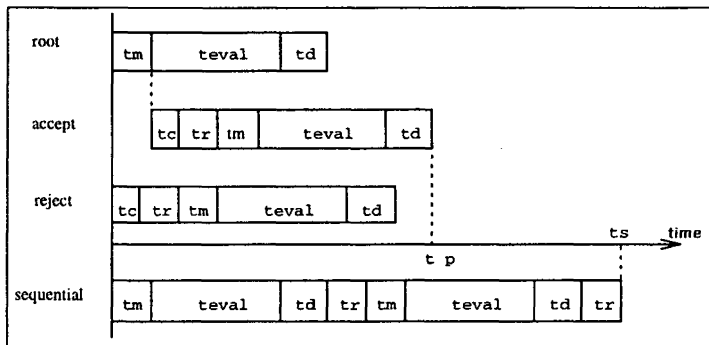 root
tm teval td
accept
tc tr tm teval td
reject
tc tr tm teval td
ts time
t p
sequential
tm teval td tr tm teval td tr